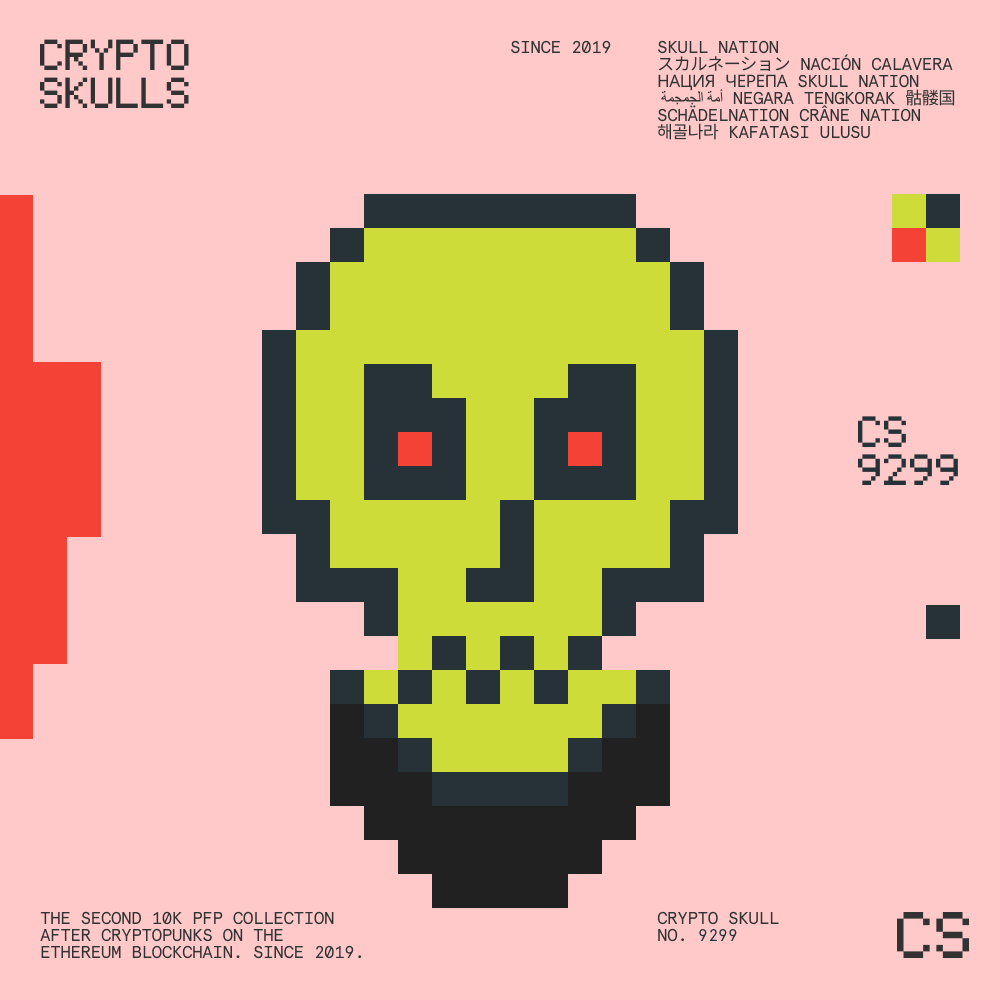 CRYPTO
SKULLS
SINCE 2019
SKULL NATION
スカルネーション NACIÓN CALAVERA
НАЦИЯ ЧЕРЕПА SKULL NATION
أمة الجمجمة NEGARA TENGKORAK 骷髅国
SCHÄDELNATION CRÂNE NATION
해골나라 KAFATASI ULUSU
CS
9299
THE SECOND 10K PFP COLLECTION
AFTER CRYPTOPUNKS ON THE
ETHEREUM BLOCKCHAIN. SINCE 2019.
CRYPTO SKULL
NO. 9299
CS